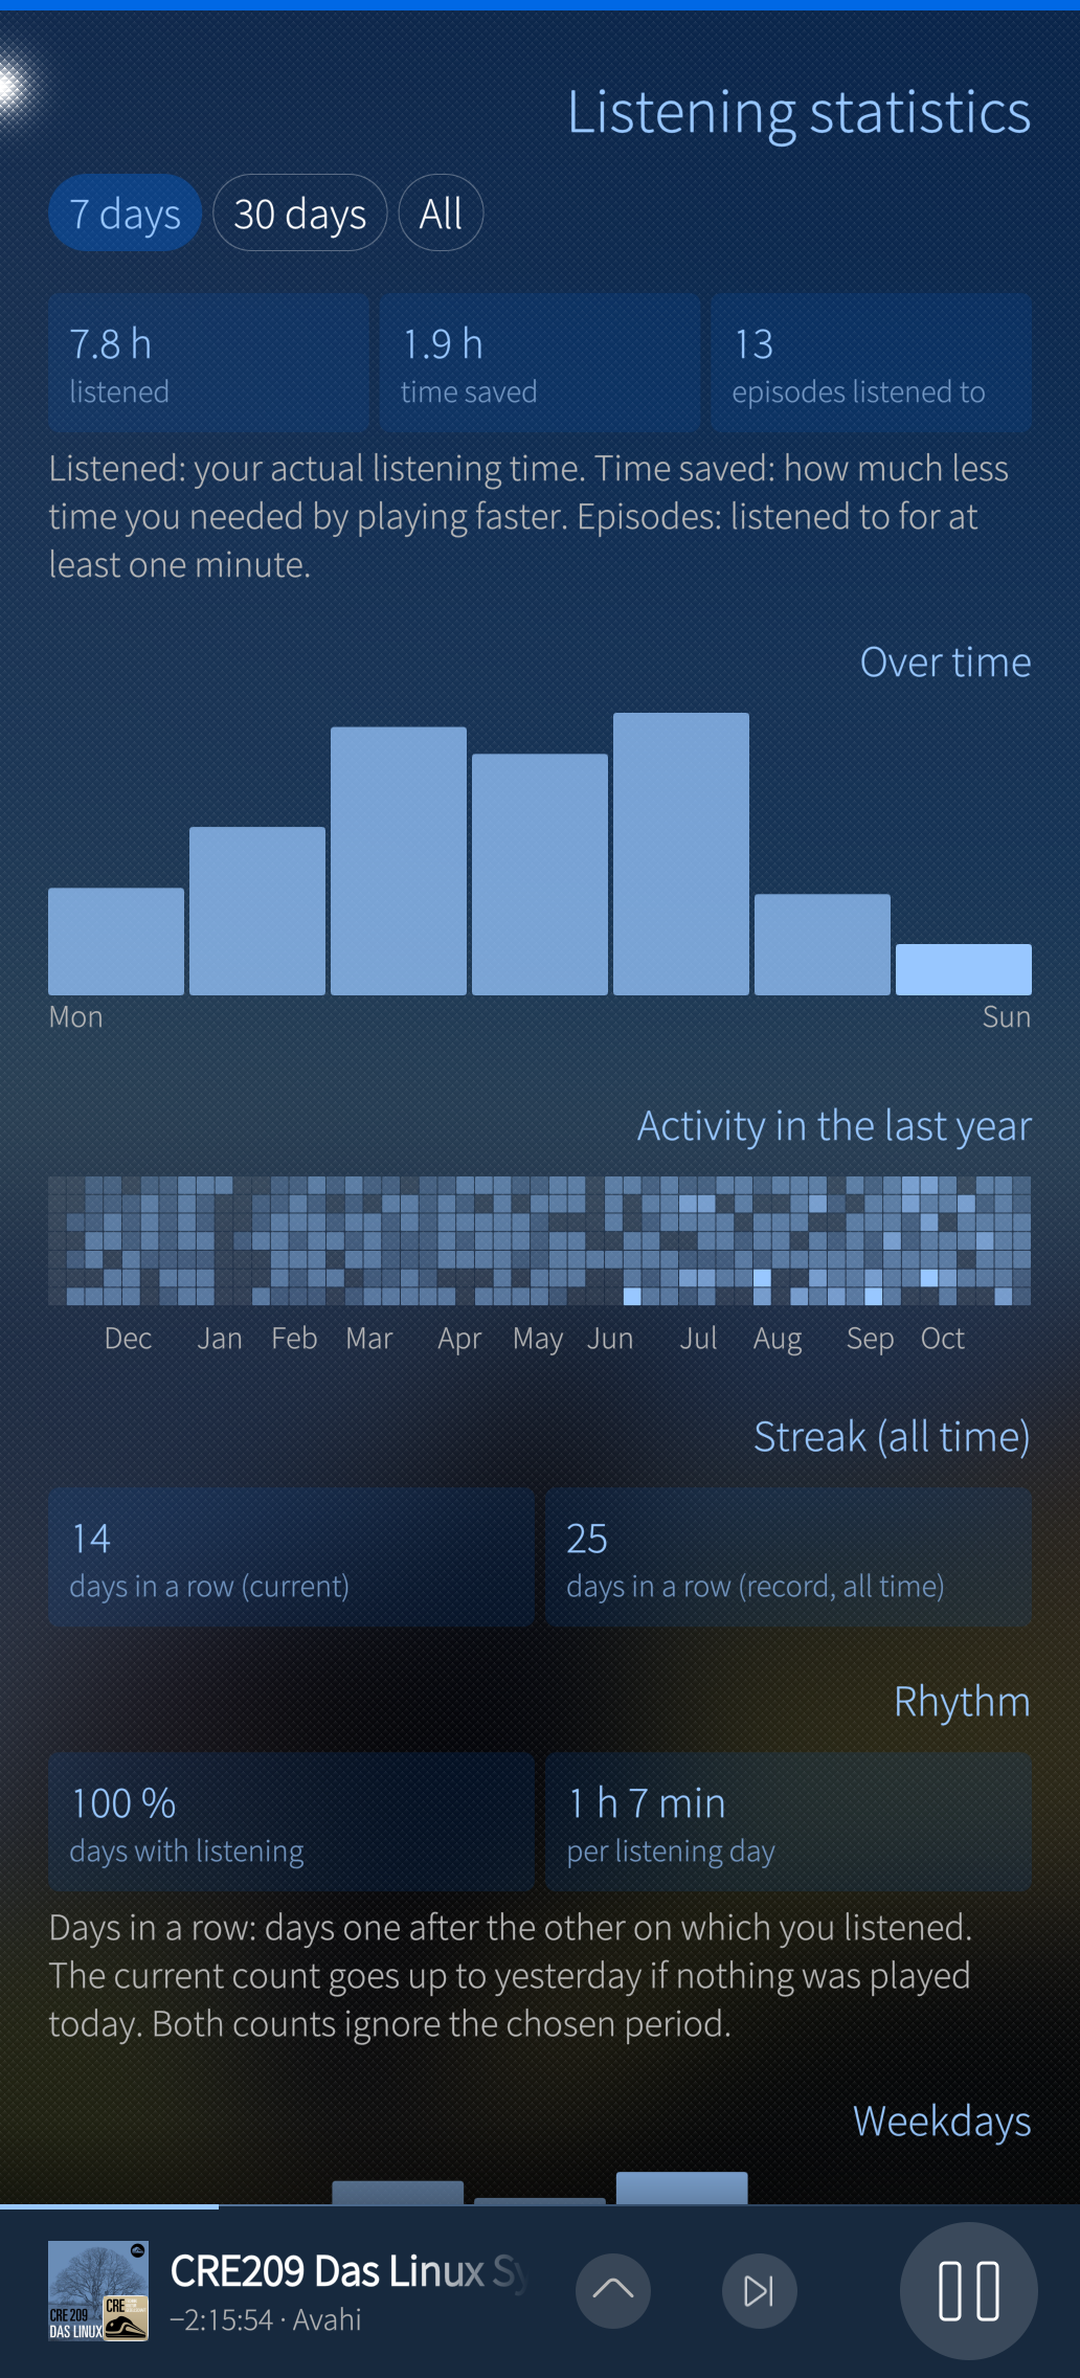 Listening statistics
7 days
30 days
All
7.8 h
listened
1.9 h
time saved
13
episodes listened to
Listened: your actual listening time. Time saved: how much less
time you needed by playing faster. Episodes: listened to for at
least one minute.
Over time
Mon
Sun
Activity in the last year
Dec Jan Feb Mar Apr May Jun Jul Aug Sep Oct
Streak (all time)
14
days in a row (current)
25
days in a row (record, all time)
Rhythm
100 %
days with listening
1 h 7 min
per listening day
Days in a row: days one after the other on which you listened.
The current count goes up to yesterday if nothing was played
today. Both counts ignore the chosen period.
Weekdays
CRE 209
DAS LINUX
CRE
CRE209 Das Linux Sy
−2:15:54 · Avahi